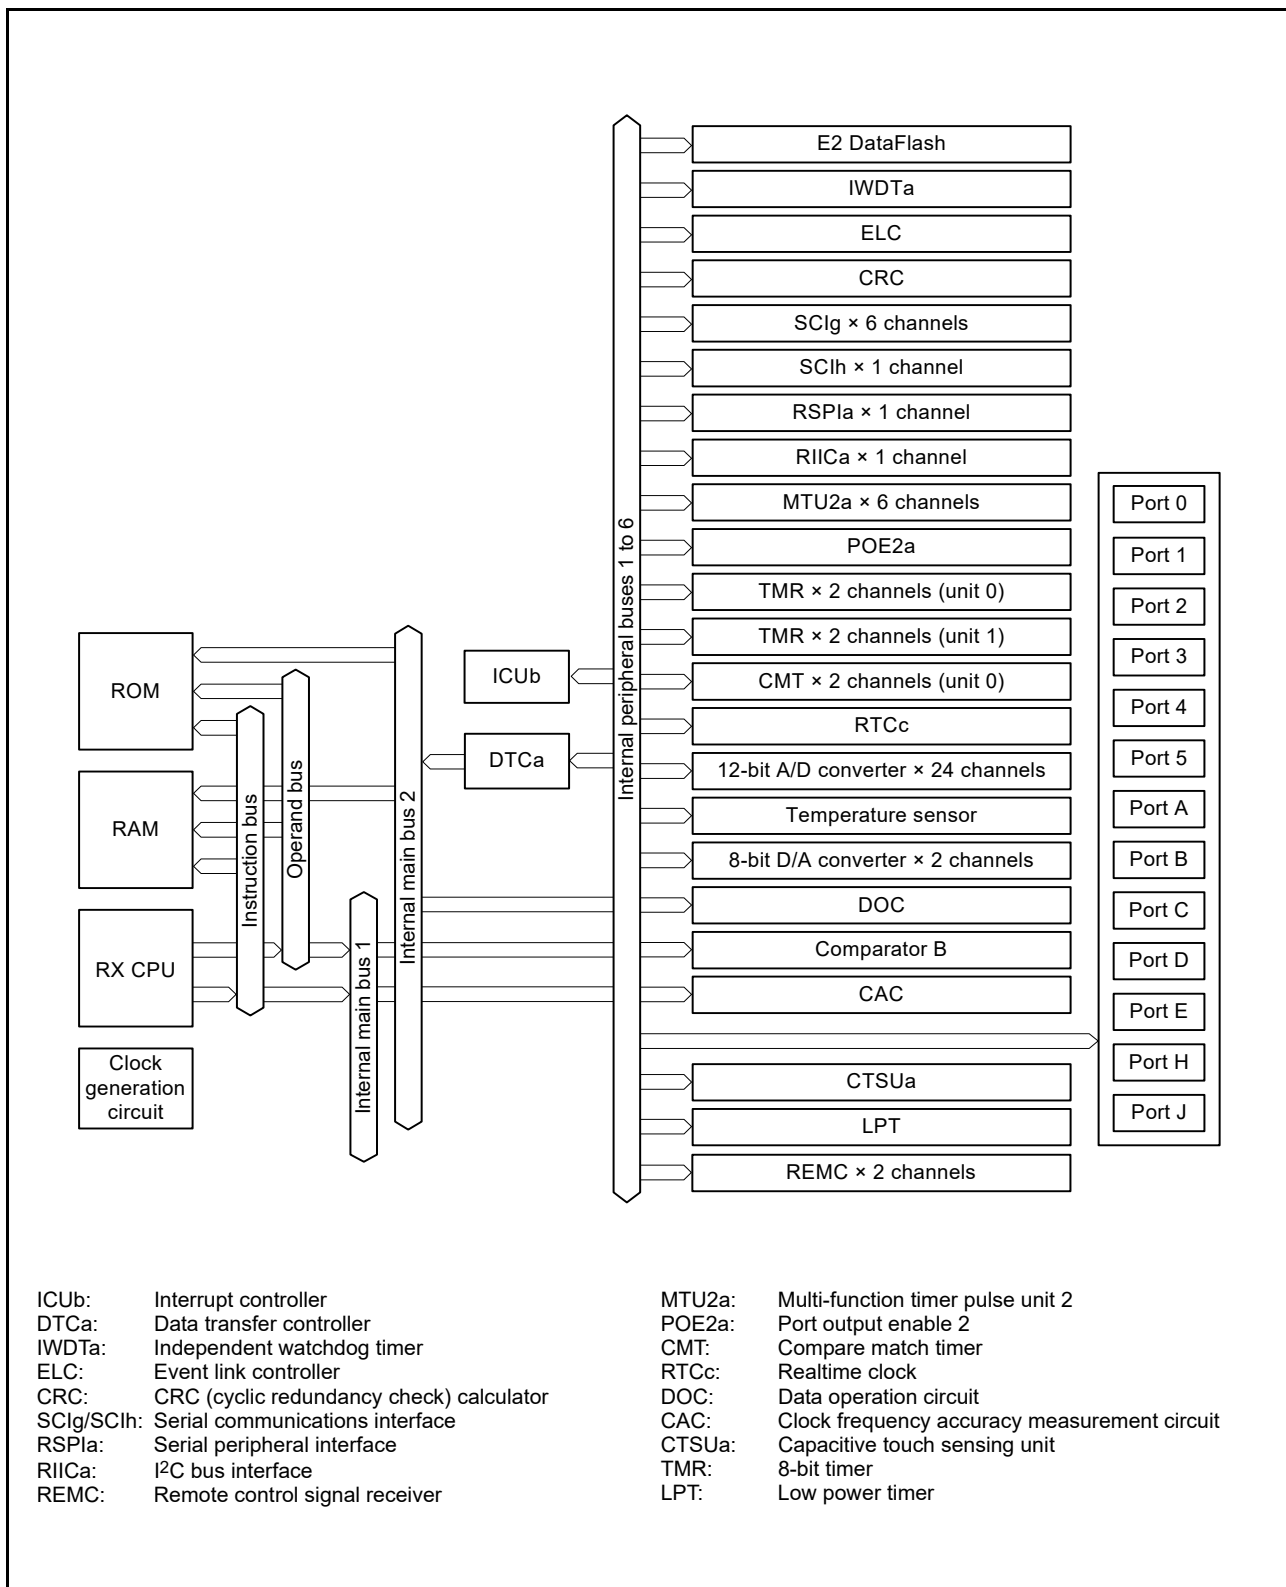 E2 DataFlash
IWDTa
ELC
CRC
SCIg × 6 channels
SCIh × 1 channel
RSPIa × 1 channel
RIICa × 1 channel
MTU2a × 6 channels
POE2a
TMR × 2 channels (unit 0)
TMR × 2 channels (unit 1)
CMT × 2 channels (unit 0)
RTCc
12-bit A/D converter × 24 channels
Temperature sensor
8-bit D/A converter × 2 channels
DOC
Comparator B
CAC
CTSUa
LPT
REMC × 2 channels
Port 0
Port 1
Port 2
Port 3
Port 4
Port 5
Port A
Port B
Port C
Port D
Port E
Port H
Port J
Internal peripheral buses 1 to 6
ICUb
DTCa
Internal main bus 2
Internal main bus 1
Operand bus
Instruction bus
ROM
RAM
RX CPU
Clock
generation
circuit
ICUb: Interrupt controller
DTCa: Data transfer controller
IWDTa: Independent watchdog timer
ELC: Event link controller
CRC: CRC (cyclic redundancy check) calculator
SCIg/SCIh: Serial communications interface
RSPIa: Serial peripheral interface
RIICa: I2C bus interface
REMC: Remote control signal receiver
MTU2a: Multi-function timer pulse unit 2
POE2a: Port output enable 2
CMT: Compare match timer
RTCc: Realtime clock
DOC: Data operation circuit
CAC: Clock frequency accuracy measurement circuit
CTSUa: Capacitive touch sensing unit
TMR: 8-bit timer
LPT: Low power timer